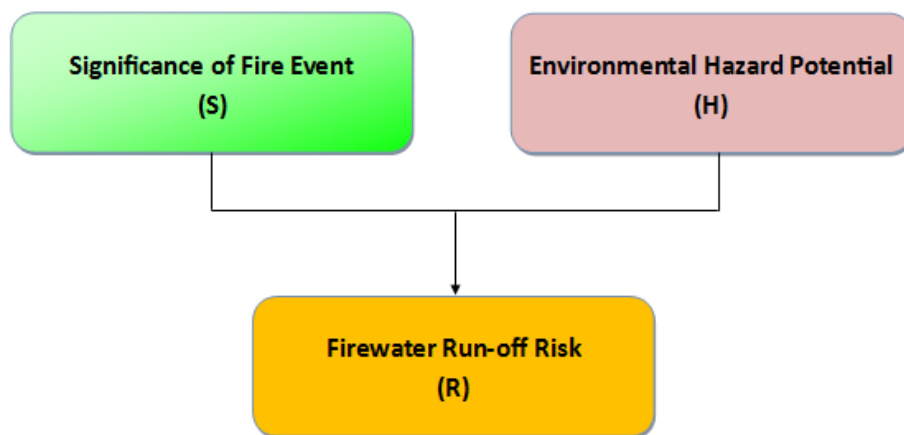 Significance of Fire Event
(S)
Environmental Hazard Potential
(H)
Firewater Run-off Risk
(R)